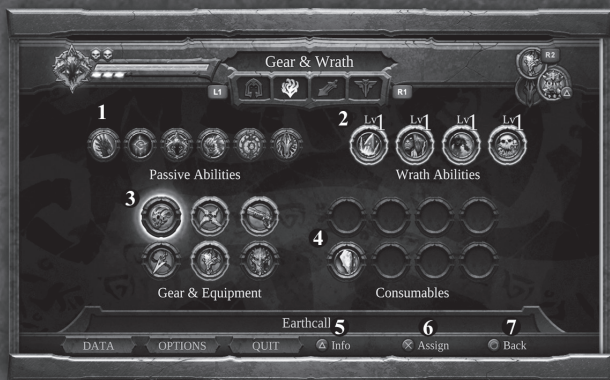 Gear & Wrath
L1
R1
R2
1
2
Lv1 Lv1 Lv1 Lv1
Passive Abilities
Wrath Abilities
3
4
Gear & Equipment
Consumables
Earthcall
5 6 7
DATA OPTIONS QUIT Info Assign Back